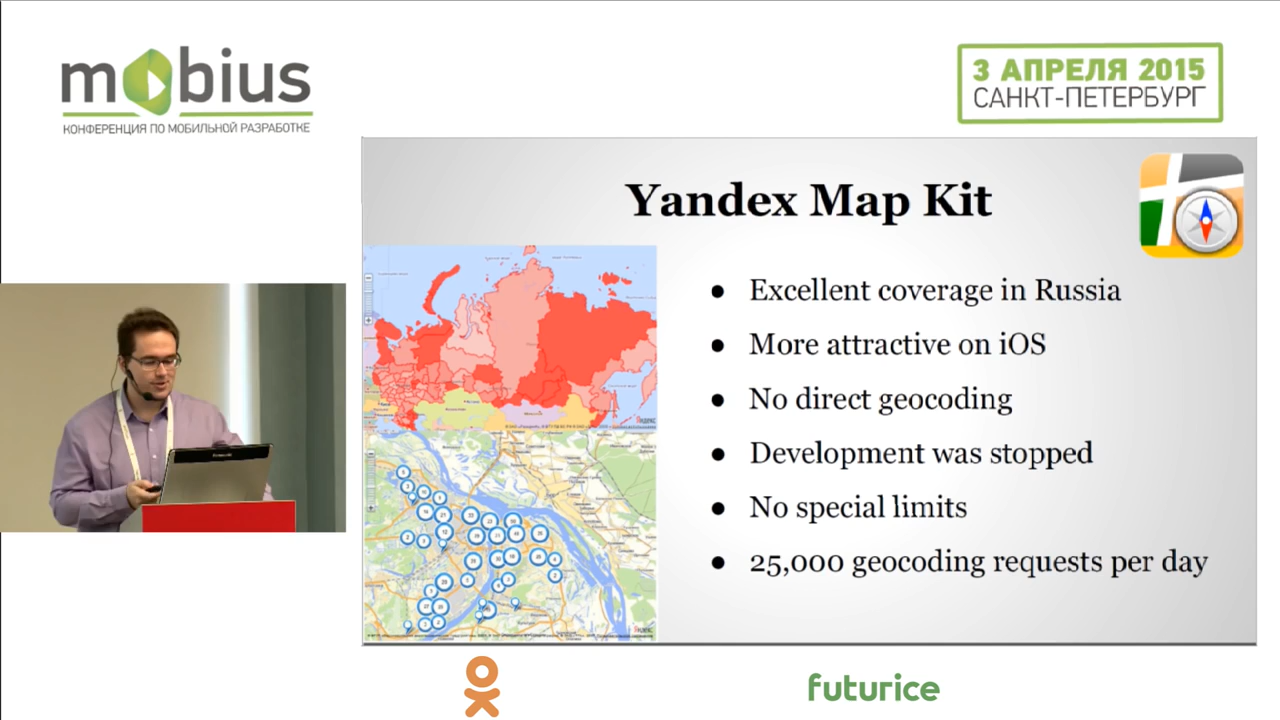 mobius
КОНФЕРЕНЦИЯ ПО МОБИЛЬНОЙ РАЗРАБОТКЕ
3 АПРЕЛЯ 2015
САНКТ-ПЕТЕРБУРГ
Yandex Map Kit
● Excellent coverage in Russia
● More attractive on iOS
● No direct geocoding
● Development was stopped
● No special limits
● 25,000 geocoding requests per day
futurice